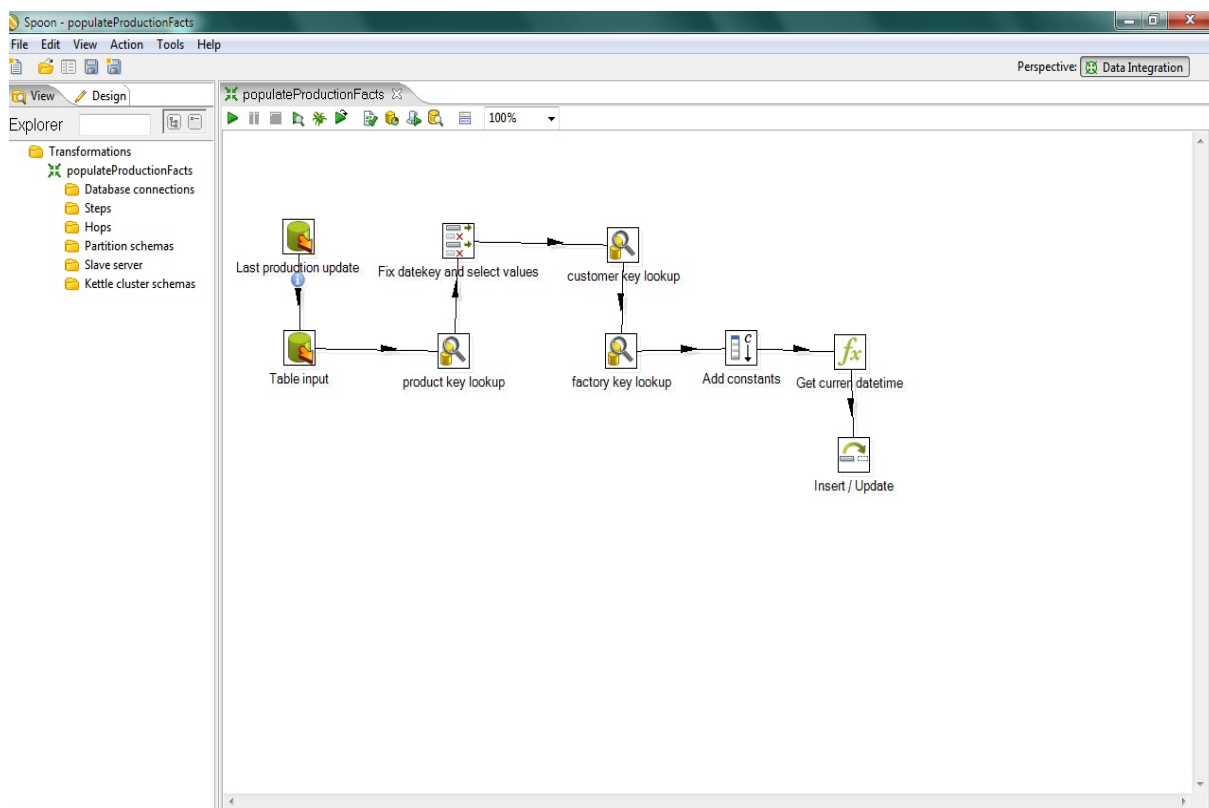 Spoon - populateProductionFacts
File Edit View Action Tools Help
Perspective: Data Integration
View Design
populateProductionFacts
Explorer
100%
Transformations
populateProductionFacts
Database connections
Steps
Hops
Partition schemas
Slave server
Kettle cluster schemas
Last production update
Fix datekey and select values
customer key lookup
Table input
product key lookup
factory key lookup
Add constants
Get curren datetime
Insert / Update